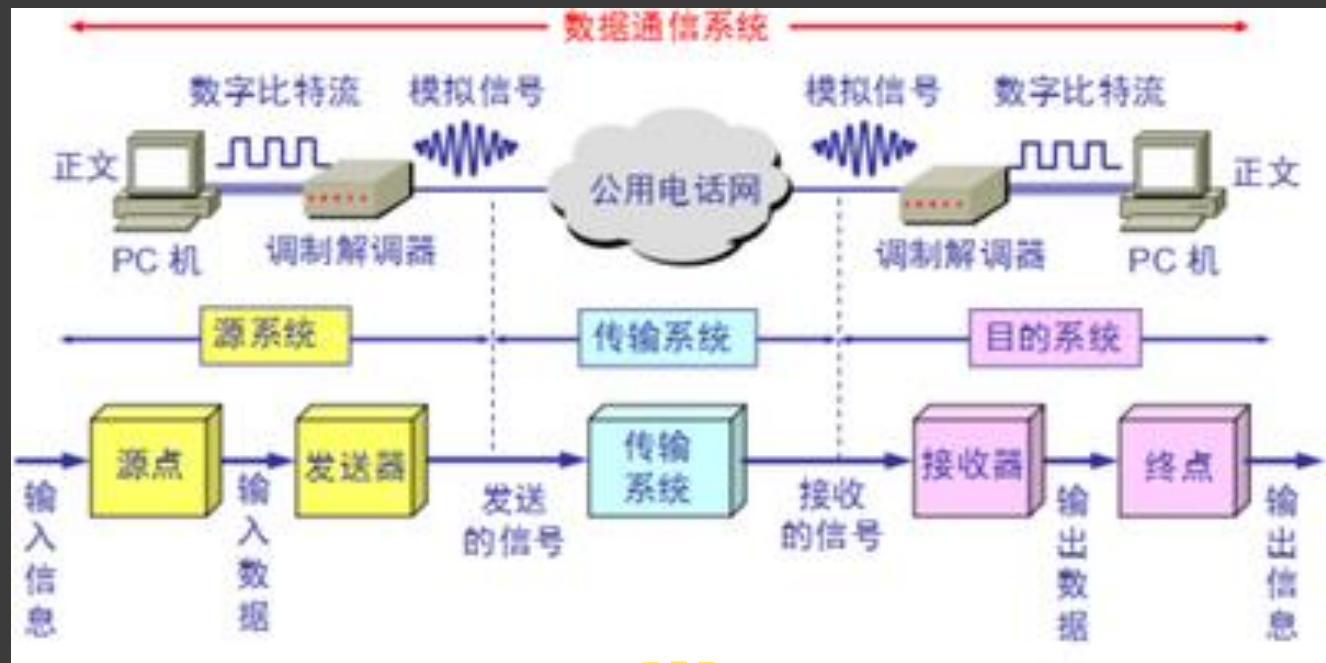 数据通信系统
数字比特流 模拟信号 模拟信号 数字比特流
正文 公用电话网 正文
PC 机 调制解调器 调制解调器 PC 机
源系统 传输系统 目的系统
源点 发送器 传输系统 接收器 终点
输入信息
输入数据
发送的信号
接收的信号
输出数据
输出信息